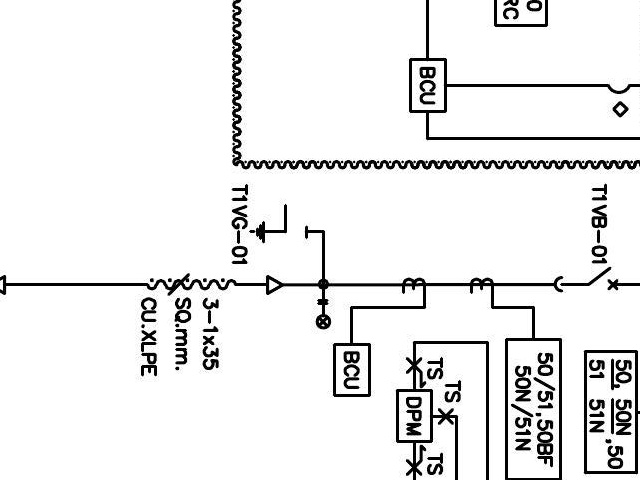 BCU
T1VG-01
T1VB-01
3-1x35
SQ.mm.
CU.XLPE
BCU
TS
TS
DPM
TS
50/51,50BF
50N/51N
50, 50N ,50
51 51N